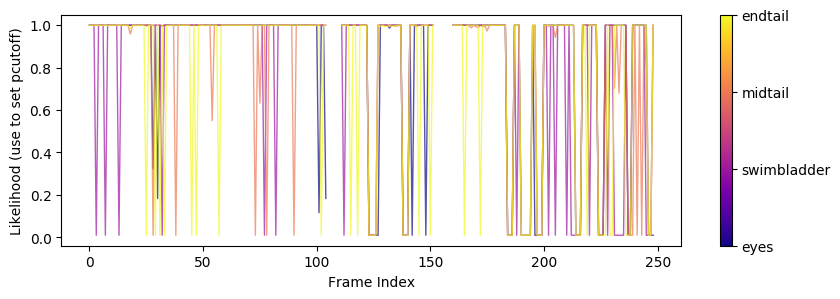 Likelihood (use to set pcutoff)
1.0
0.8
0.6
0.4
0.2
0.0
0
50
100
150
200
250
Frame Index
endtail
midtail
swimbladder
eyes